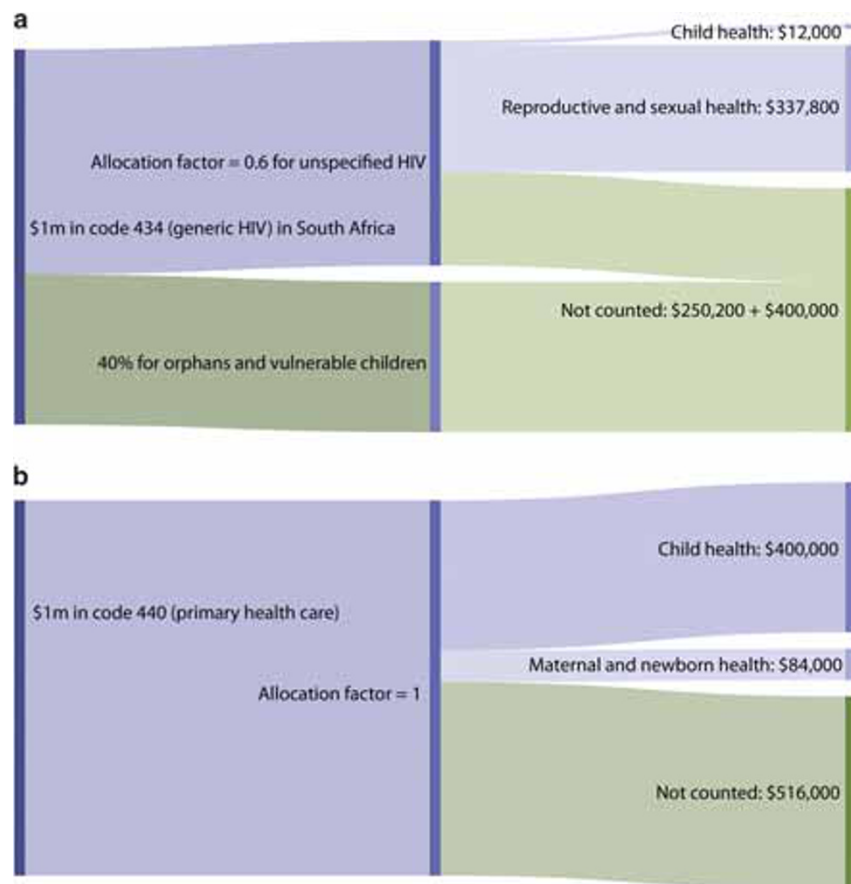 a
Child health: $12,000
Reproductive and sexual health: $337,800
Allocation factor = 0.6 for unspecified HIV
$1m in code 434 (generic HIV) in South Africa
Not counted: $250,200 + $400,000
40% for orphans and vulnerable children
b
Child health: $400,000
$1m in code 440 (primary health care)
Maternal and newborn health: $84,000
Allocation factor = 1
Not counted: $516,000